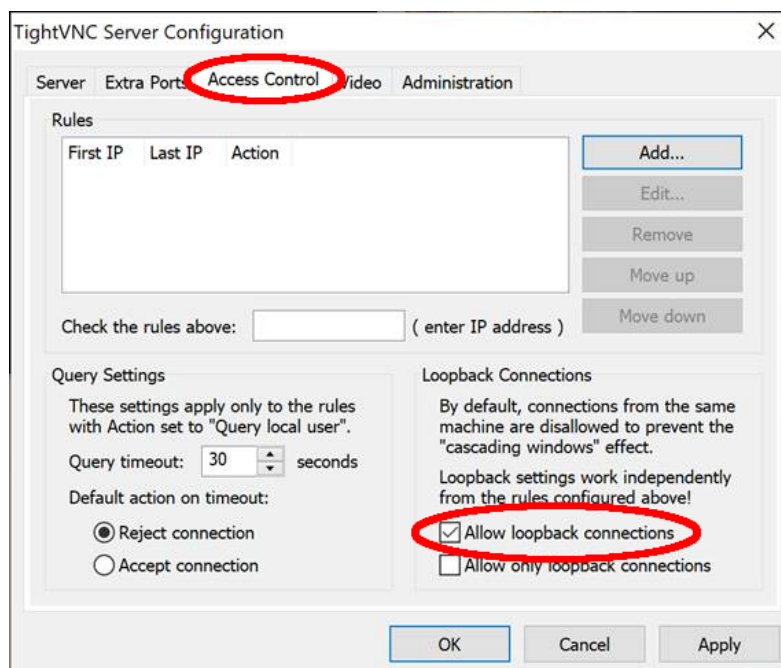 TightVNC Server Configuration
Server Extra Ports Access Control Video Administration
Rules
First IP Last IP Action
Add...
Edit...
Remove
Move up
Move down
Check the rules above: ( enter IP address )
Query Settings
These settings apply only to the rules
with Action set to "Query local user".
Query timeout: 30 seconds
Default action on timeout:
Reject connection
Accept connection
Loopback Connections
By default, connections from the same
machine are disallowed to prevent the
"cascading windows" effect.
Loopback settings work independently
from the rules configured above!
Allow loopback connections
Allow only loopback connections
OK Cancel Apply